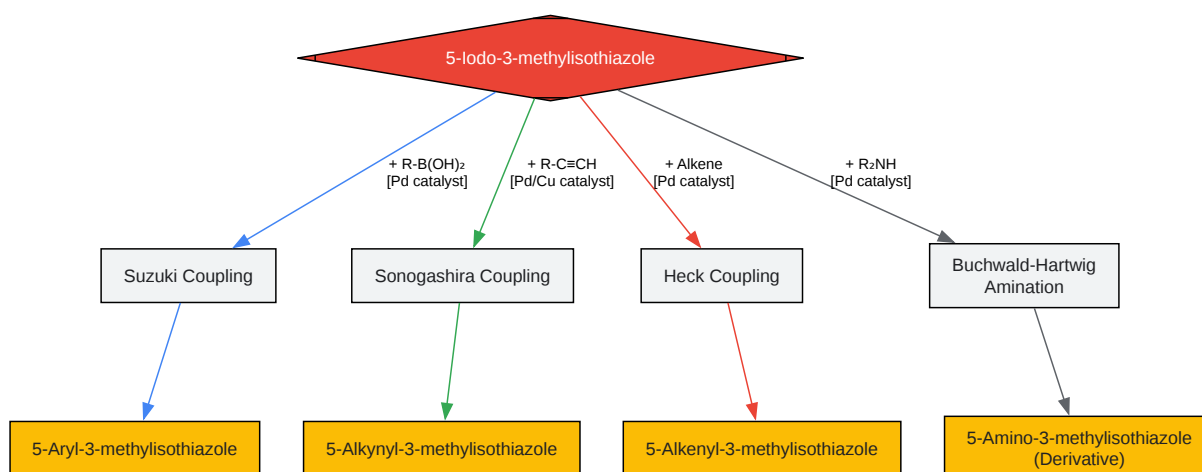 5-Iodo-3-methylisothiazole
+ R-B(OH)₂
[Pd catalyst]
+ R-C≡CH
[Pd/Cu catalyst]
+ Alkene
[Pd catalyst]
+ R₂NH
[Pd catalyst]
Suzuki Coupling
Sonogashira Coupling
Heck Coupling
Buchwald-Hartwig
Amination
5-Aryl-3-methylisothiazole
5-Alkynyl-3-methylisothiazole
5-Alkenyl-3-methylisothiazole
5-Amino-3-methylisothiazole
(Derivative)